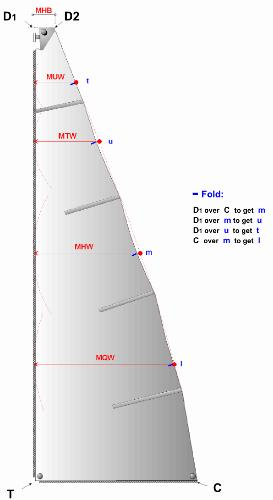 MHB
D1 D2
MUW t
MTW u
Fold:
D1 over C to get m
D1 over m to get u
D1 over u to get t
C over m to get l
MHW m
MQW l
T C